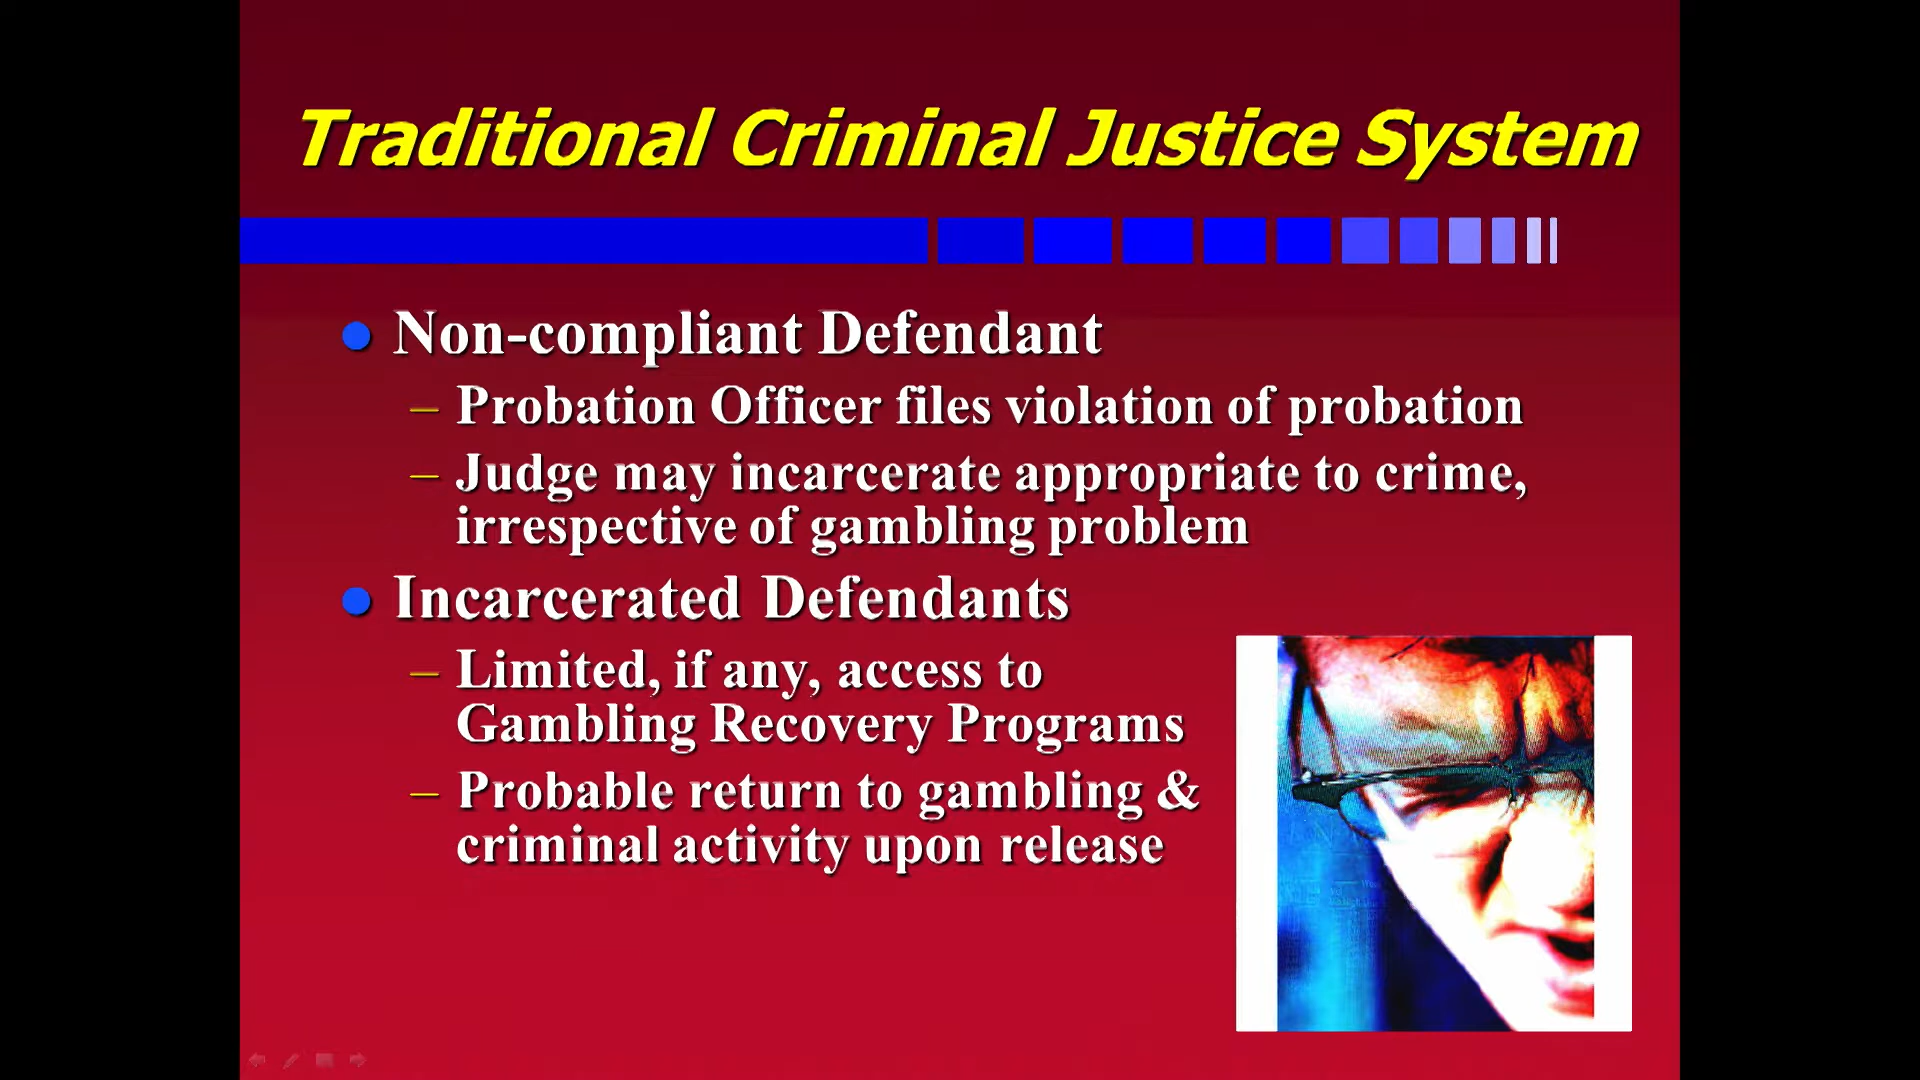 Traditional Criminal Justice System
Non-compliant Defendant
– Probation Officer files violation of probation
– Judge may incarcerate appropriate to crime,
irrespective of gambling problem
Incarcerated Defendants
– Limited, if any, access to
Gambling Recovery Programs
– Probable return to gambling &
criminal activity upon release